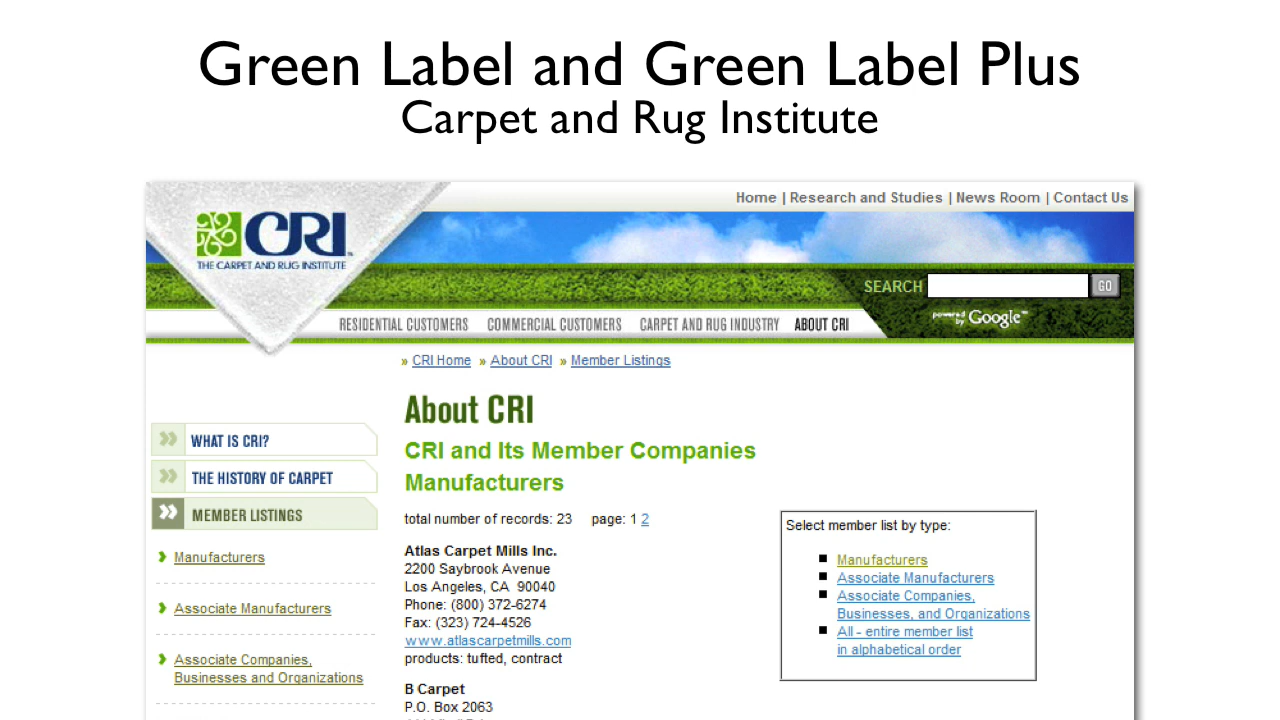 Green Label and Green Label Plus
Carpet and Rug Institute
Home | Research and Studies | News Room | Contact Us
CRI
THE CARPET AND RUG INSTITUTE
SEARCH GO
powered by Google™
RESIDENTIAL CUSTOMERS COMMERCIAL CUSTOMERS CARPET AND RUG INDUSTRY ABOUT CRI
» CRI Home » About CRI » Member Listings
WHAT IS CRI?
THE HISTORY OF CARPET
MEMBER LISTINGS
Manufacturers
Associate Manufacturers
Associate Companies,
Businesses and Organizations
About CRI
CRI and Its Member Companies
Manufacturers
total number of records: 23 page: 1 2
Atlas Carpet Mills Inc.
2200 Saybrook Avenue
Los Angeles, CA 90040
Phone: (800) 372-6274
Fax: (323) 724-4526
www.atlascarpetmills.com
products: tufted, contract
B Carpet
P.O. Box 2063
Select member list by type:
Manufacturers
Associate Manufacturers
Associate Companies,
Businesses, and Organizations
All - entire member list
in alphabetical order